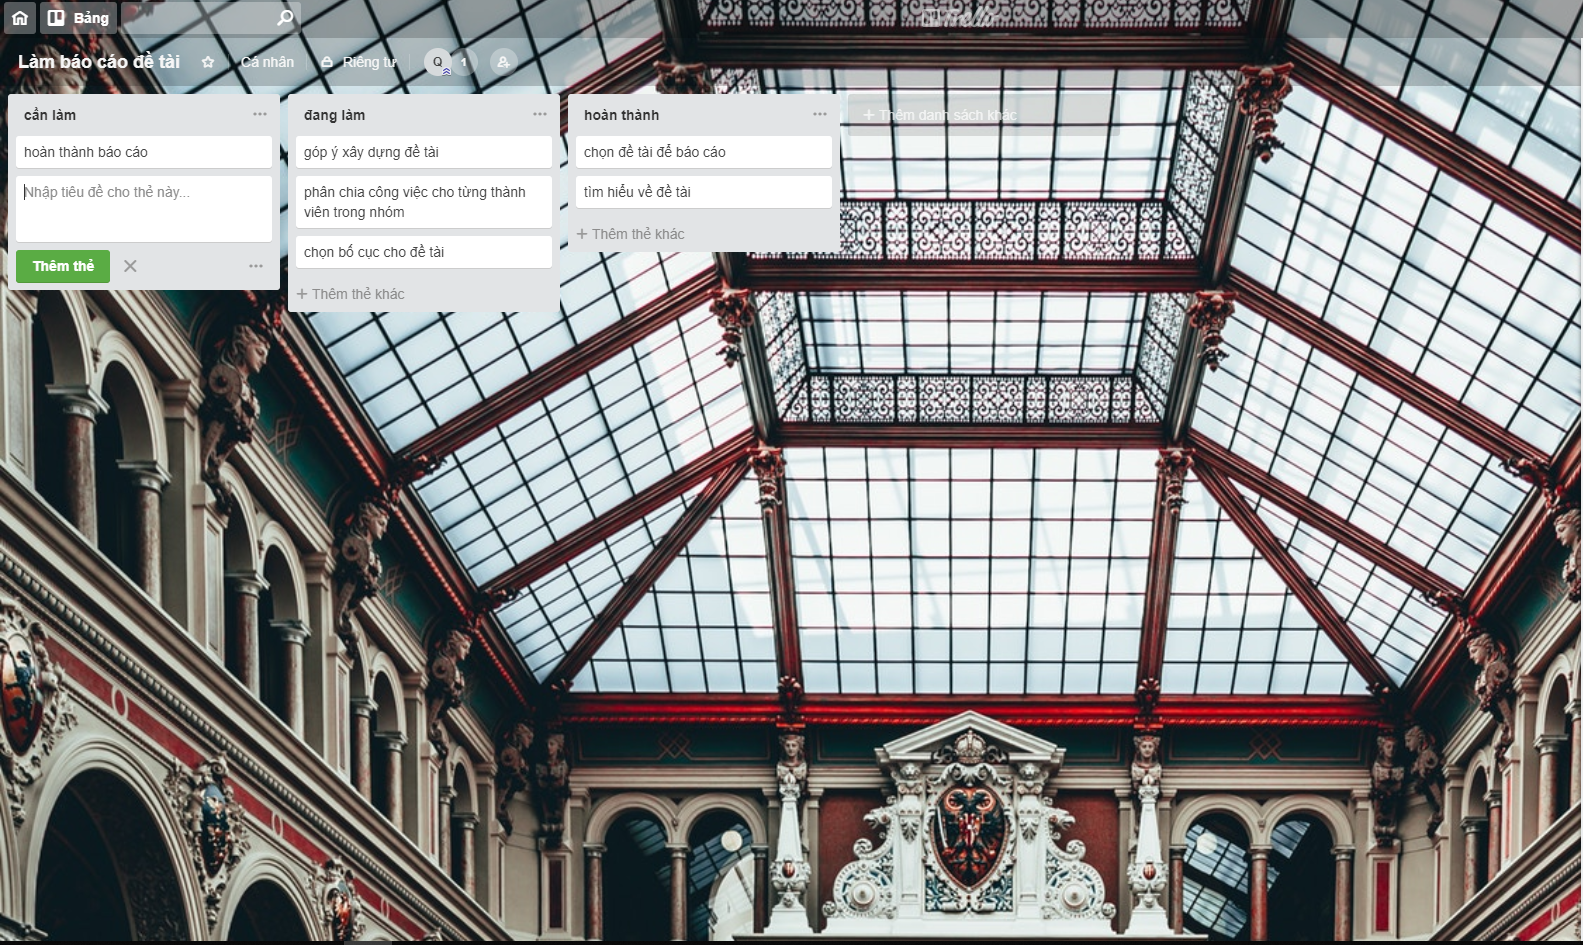 Bảng
Trello
Làm báo cáo đề tài
Cá nhân
Riêng tư
Q
1
cần làm
hoàn thành báo cáo
Nhập tiêu đề cho thẻ này...
Thêm thẻ
đang làm
góp ý xây dựng đề tài
phân chia công việc cho từng thành
viên trong nhóm
chọn bố cục cho đề tài
+ Thêm thẻ khác
hoàn thành
chọn đề tài để báo cáo
tìm hiểu về đề tài
+ Thêm thẻ khác
+ Thêm danh sách khác